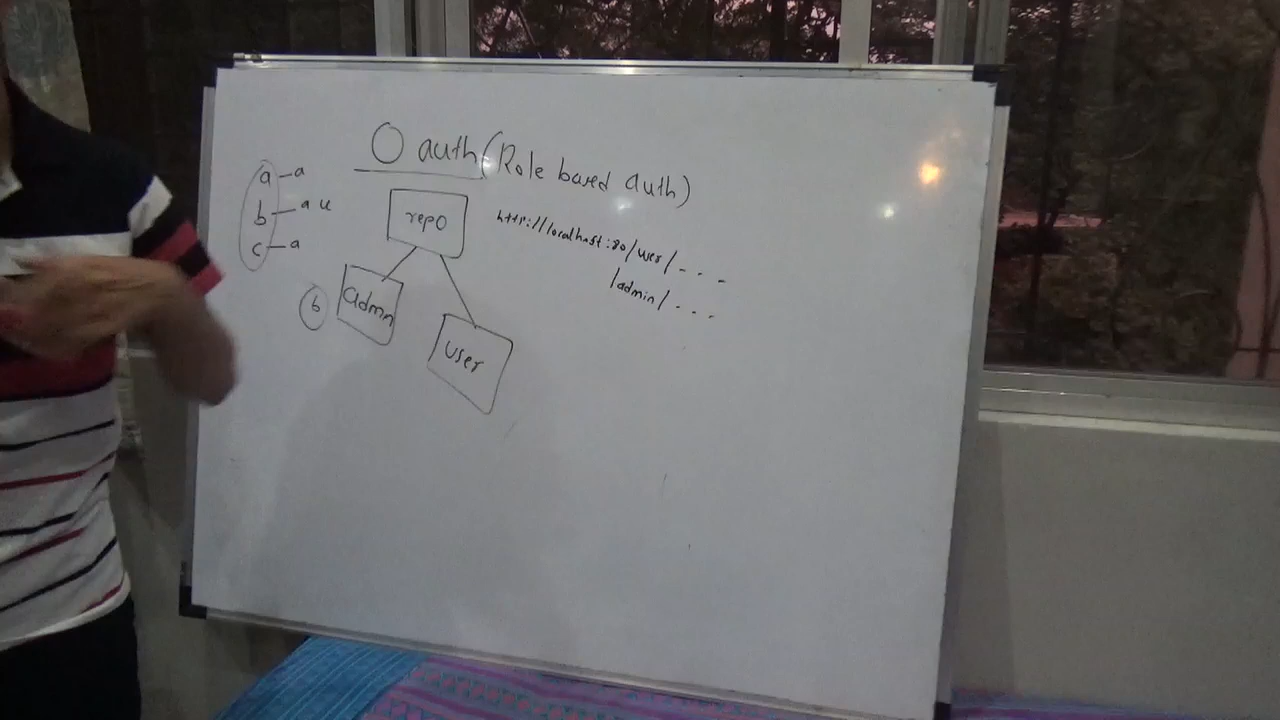 O auth (Role based auth)
a - a
b - a u
c - a
repo
http://localhost:80/user/- - -
/admin/- - -
b
admn
user